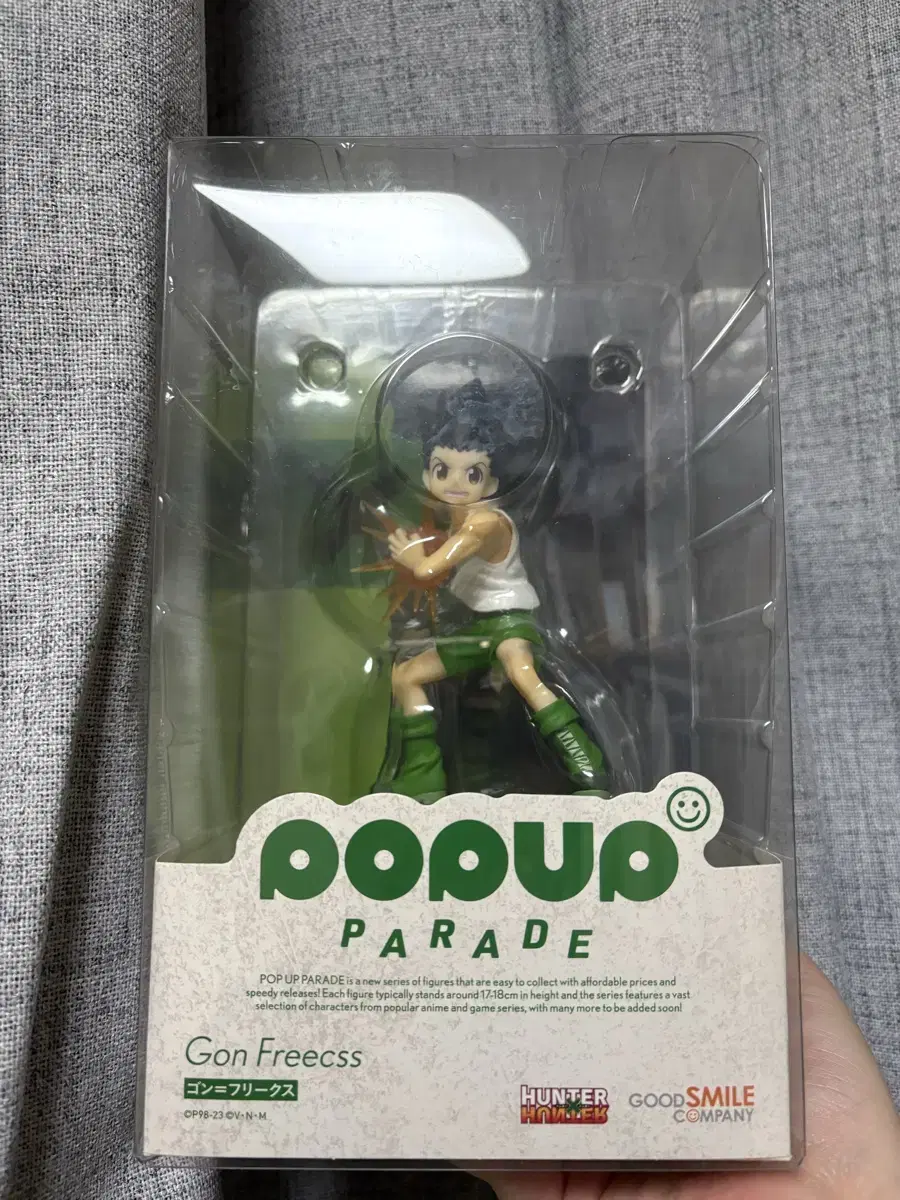 POPUP
PARADE
POP UP PARADE is a new series of figures that are easy to collect with affordable prices and
speedy releases! Each figure typically stands around 17-18cm in height and the series features a vast
selection of characters from popular anime and game series, with many more to be added soon!
Gon Freecss
ゴン=フリークス
©P98-23 ©V・N・M
HUNTER
HUNTER
GOOD SMILE
COMPANY